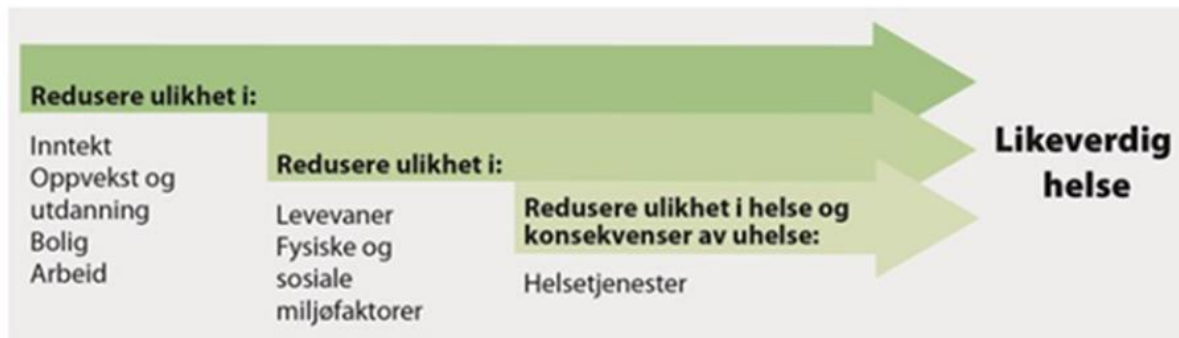 Redusere ulikhet i:
Inntekt
Oppvekst og
utdanning
Bolig
Arbeid
Redusere ulikhet i:
Levevaner
Fysiske og
sosiale
miljøfaktorer
Redusere ulikhet i helse og
konsekvenser av uhelse:
Helsetjenester
Likeverdig
helse